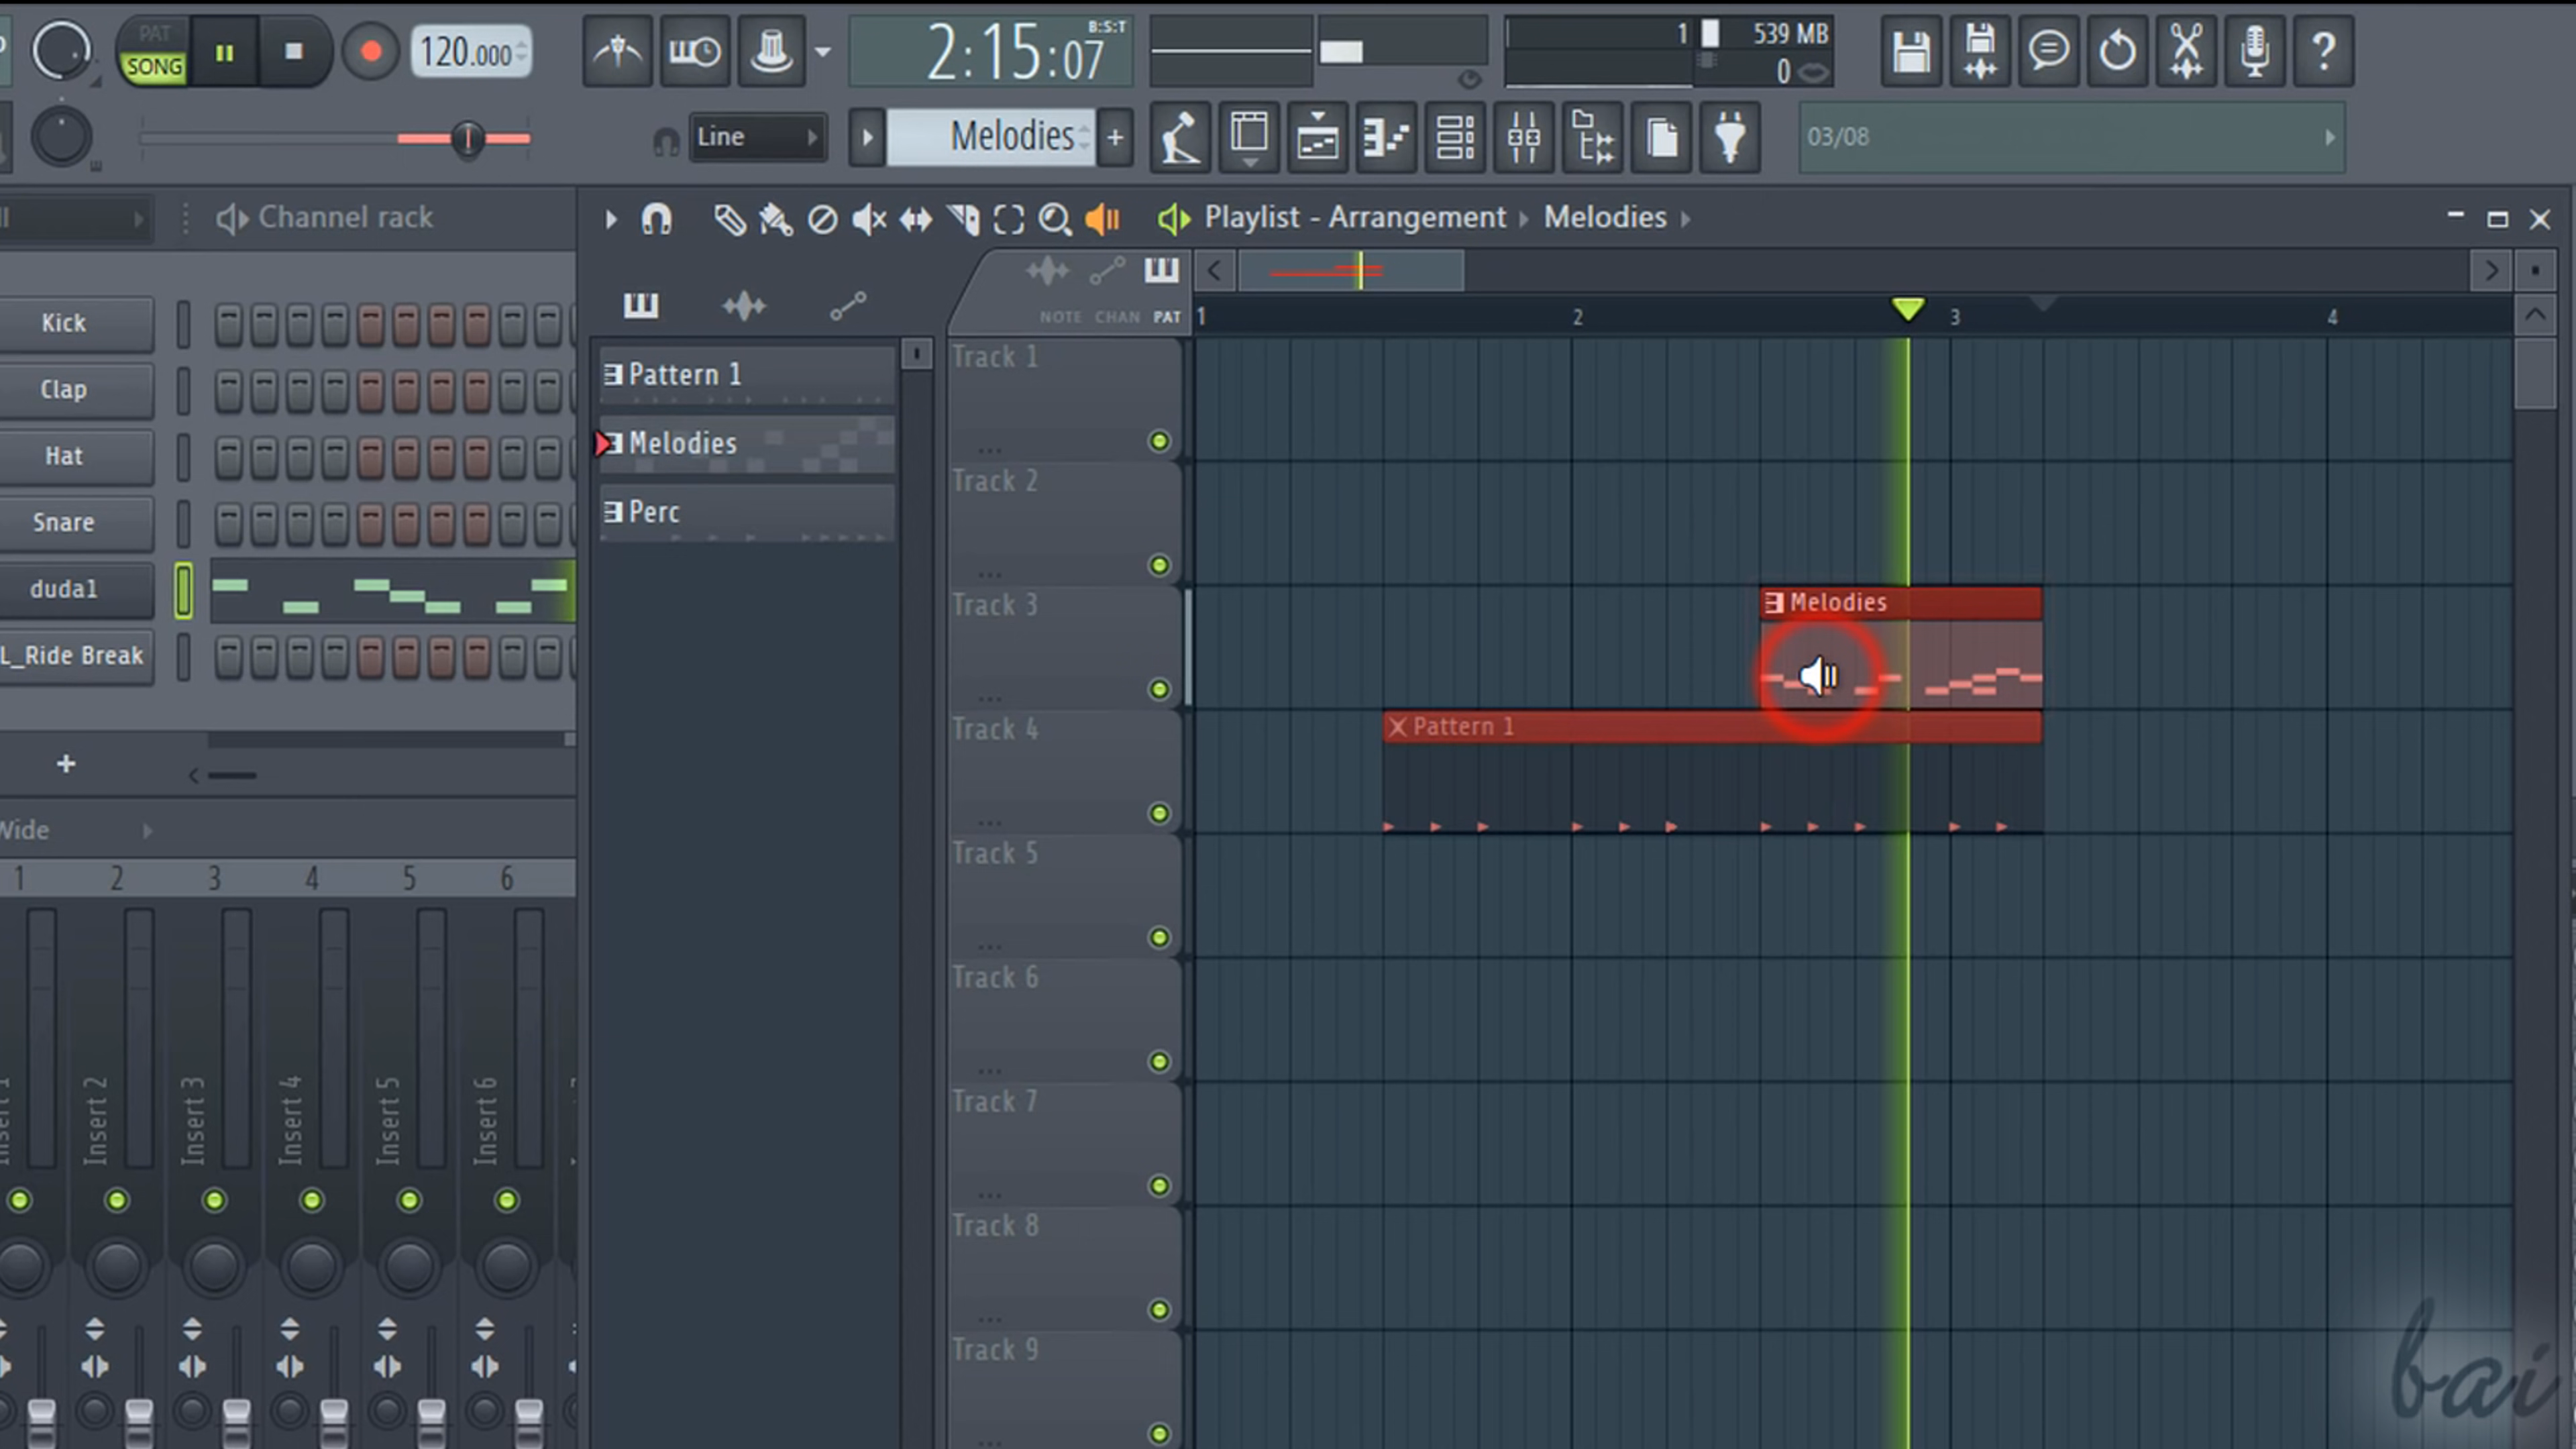 PAT
SONG
120.000
B:S:T
2:15:07
1
539 MB
0
?
Line
Melodies
+
03/08
Channel rack
Playlist - Arrangement
Melodies
NOTE CHAN PAT
1
2
3
4
Kick
Clap
Hat
Snare
duda1
L_Ride Break
+
Pattern 1
Melodies
Perc
Track 1
...
Track 2
...
Track 3
...
Melodies
Track 4
...
Pattern 1
Track 5
...
Track 6
...
Track 7
...
Track 8
...
Track 9
...
Wide
1 2 3 4 5 6
Insert 2
Insert 3
Insert 4
Insert 5
Insert 6
bai